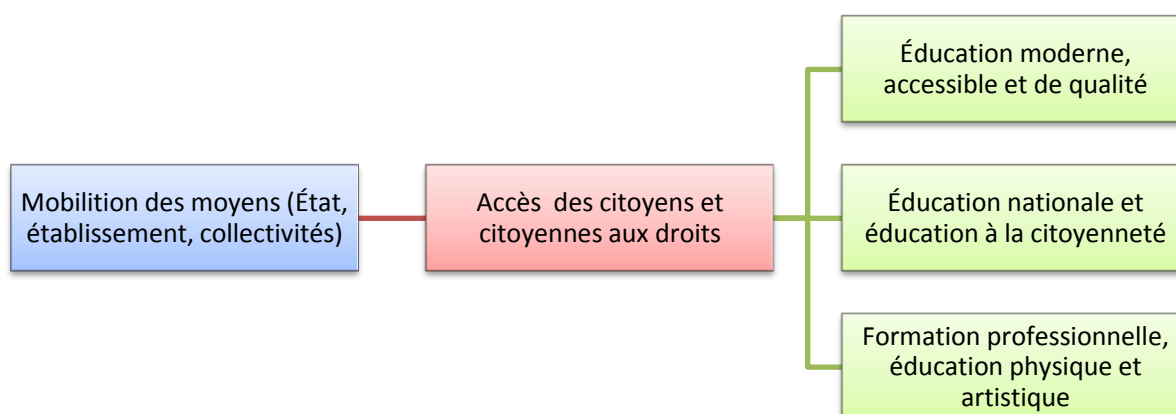 Mobilition des moyens (État,
établissement, collectivités)
Accès  des citoyens et
citoyennes aux droits
Éducation moderne,
accessible et de qualité
Éducation nationale et
éducation à la citoyenneté
Formation professionnelle,
éducation physique et
artistique